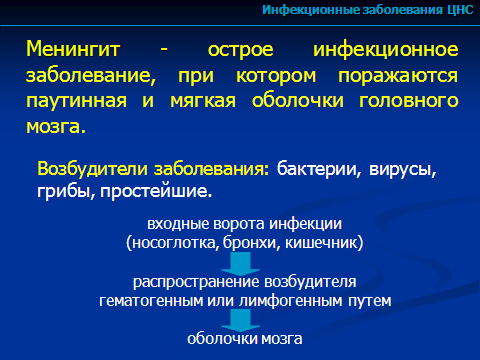 Инфекционные заболевания ЦНС
Менингит - острое инфекционное
заболевание, при котором поражаются
паутинная и мягкая оболочки головного
мозга.
Возбудители заболевания: бактерии, вирусы,
грибы, простейшие.
входные ворота инфекции
(носоглотка, бронхи, кишечник)
распространение возбудителя
гематогенным или лимфогенным путем
оболочки мозга